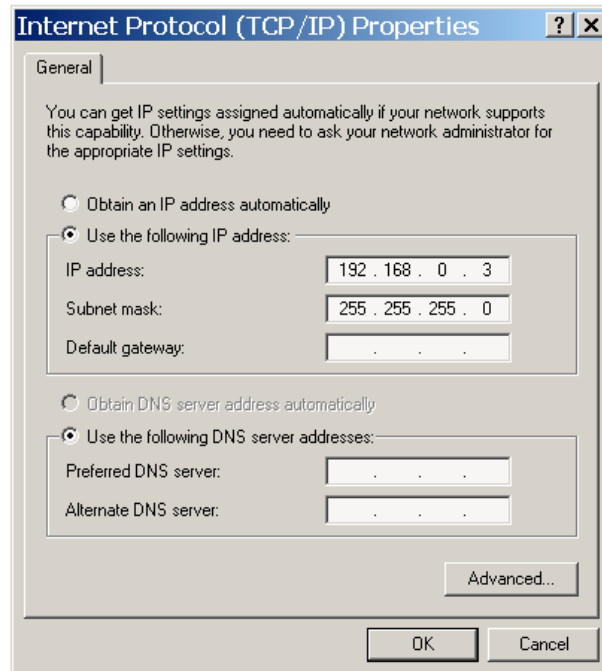 Internet Protocol (TCP/IP) Properties ? ×
General
You can get IP settings assigned automatically if your network supports
this capability. Otherwise, you need to ask your network administrator for
the appropriate IP settings.
Obtain an IP address automatically
Use the following IP address:
IP address: 192 . 168 . 0 . 3
Subnet mask: 255 . 255 . 255 . 0
Default gateway: . . .
Obtain DNS server address automatically
Use the following DNS server addresses:
Preferred DNS server: . . .
Alternate DNS server: . . .
Advanced...
OK Cancel